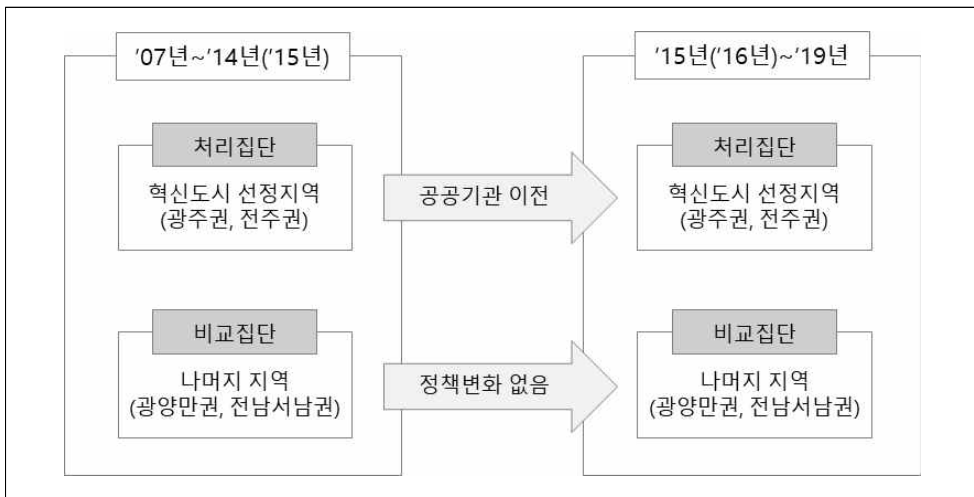 '07년~'14년('15년)
처리집단
혁신도시 선정지역
(광주권, 전주권)
비교집단
나머지 지역
(광양만권, 전남서남권)
공공기관 이전
정책변화 없음
'15년('16년)~'19년
처리집단
혁신도시 선정지역
(광주권, 전주권)
비교집단
나머지 지역
(광양만권, 전남서남권)